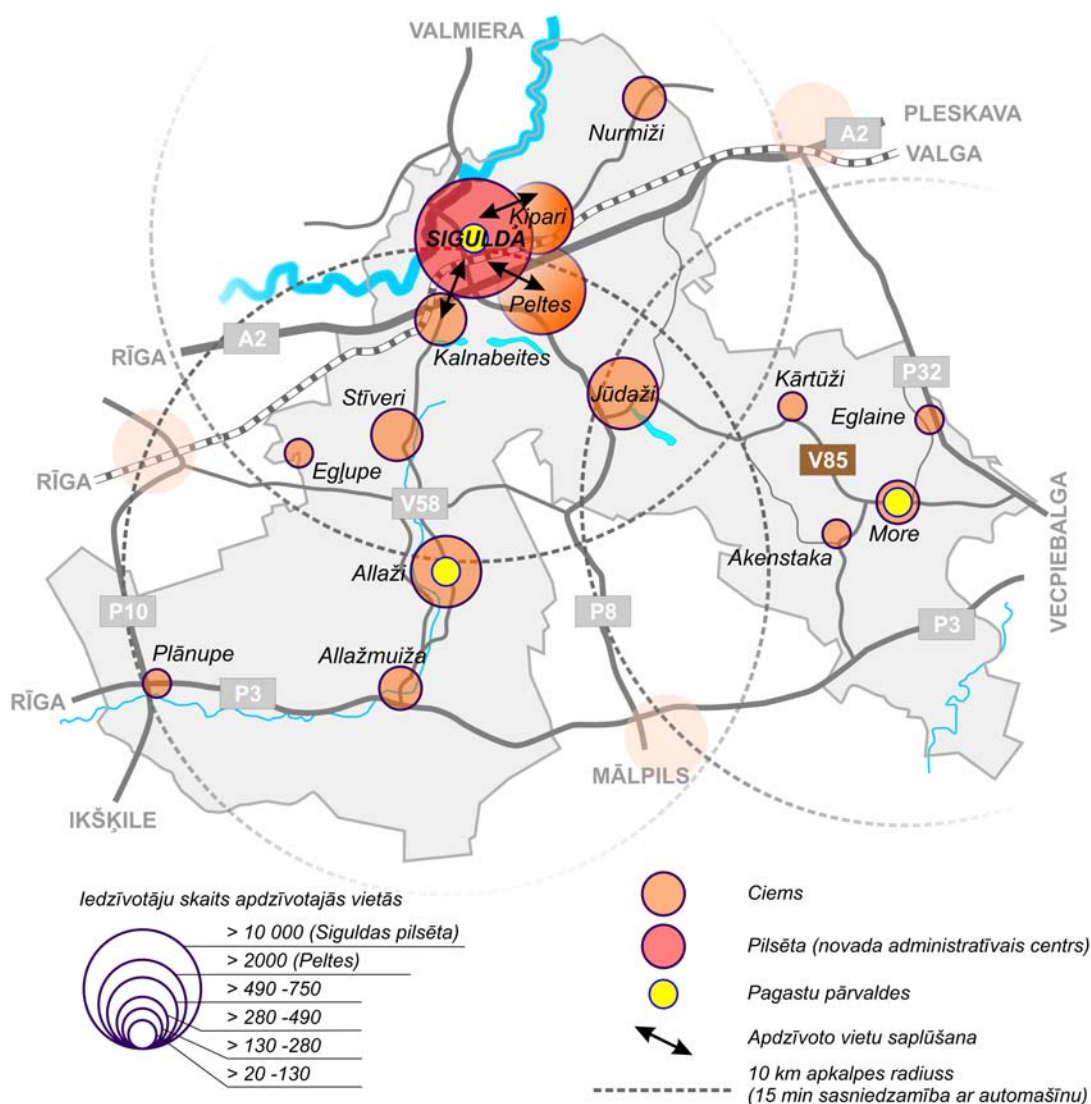 VALMIERA
Nurmiži
A2
PLESKAVA
VALGA
Ķipari
SIGULDA
Peltes
A2
RĪGA
Kalnabeites
Stīveri
Jūdaži
Kārtūži
P32
Eglaine
RĪGA
Egļupe
V85
V58
More
Akenstaka
VECPIEBALGA
Allaži
P10
P8
P3
Plānupe
Allažmuiža
RĪGA
P3
MĀLPILS
IKŠĶILE
Iedzīvotāju skaits apdzīvotajās vietās
> 10 000 (Siguldas pilsēta)
> 2000 (Peltes)
> 490 -750
> 280 -490
> 130 -280
> 20 -130
Ciems
Pilsēta (novada administratīvais centrs)
Pagastu pārvaldes
Apdzīvoto vietu saplūšana
10 km apkalpes radiuss
(15 min sasniedzamība ar automašīnu)